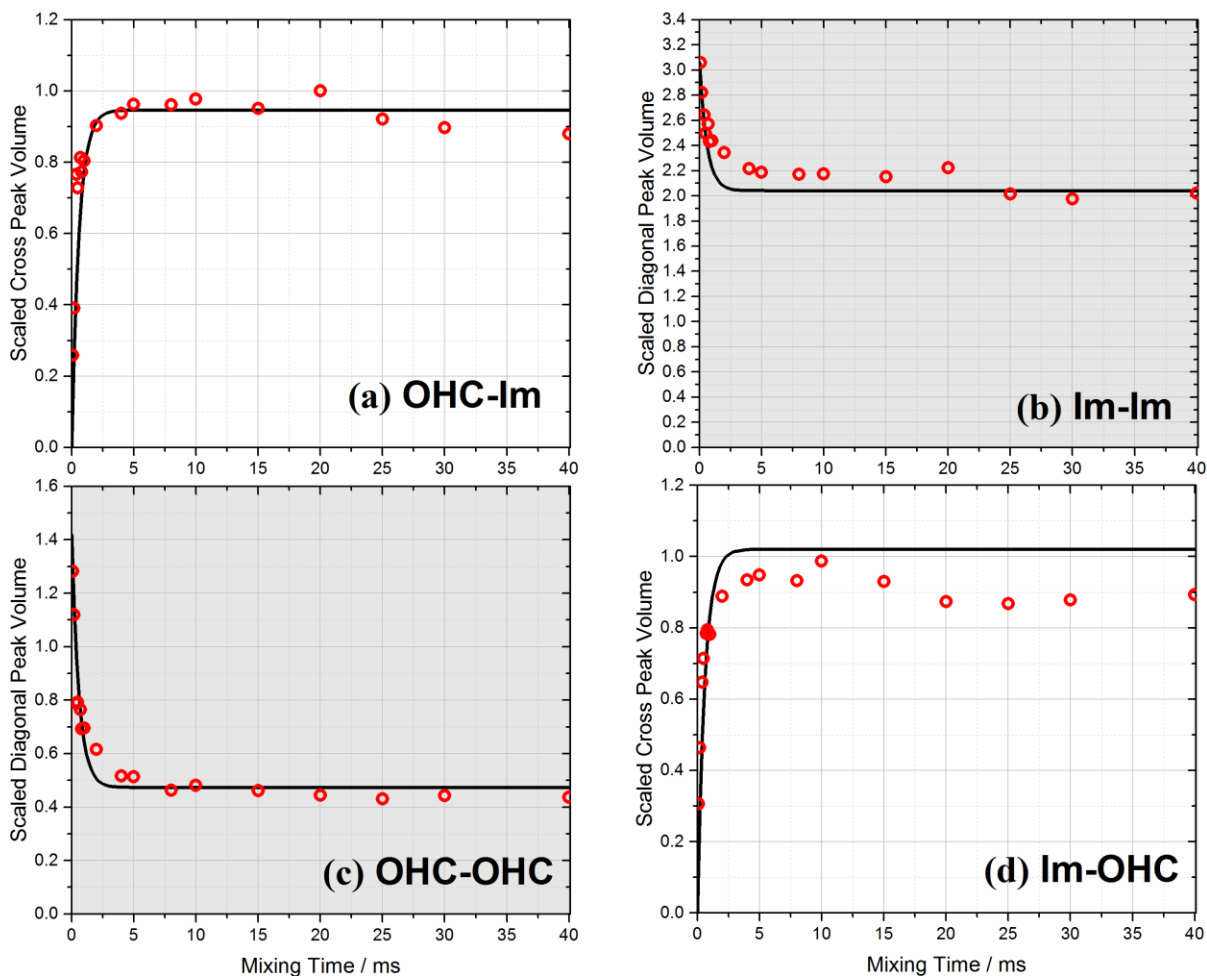 Scaled Cross Peak Volume
1.2
1.0
0.8
0.6
0.4
0.2
0.0
0 5 10 15 20 25 30 35 40
(a) OHC-Im
Scaled Diagonal Peak Volume
3.4
3.2
3.0
2.8
2.6
2.4
2.2
2.0
1.8
1.6
1.4
1.2
1.0
0.8
0.6
0.4
0.2
0.0
0 5 10 15 20 25 30 35 40
(b) Im-Im
Scaled Diagonal Peak Volume
1.6
1.4
1.2
1.0
0.8
0.6
0.4
0.2
0.0
0 5 10 15 20 25 30 35 40
(c) OHC-OHC
Mixing Time / ms
Scaled Cross Peak Volume
1.2
1.0
0.8
0.6
0.4
0.2
0.0
0 5 10 15 20 25 30 35 40
(d) Im-OHC
Mixing Time / ms